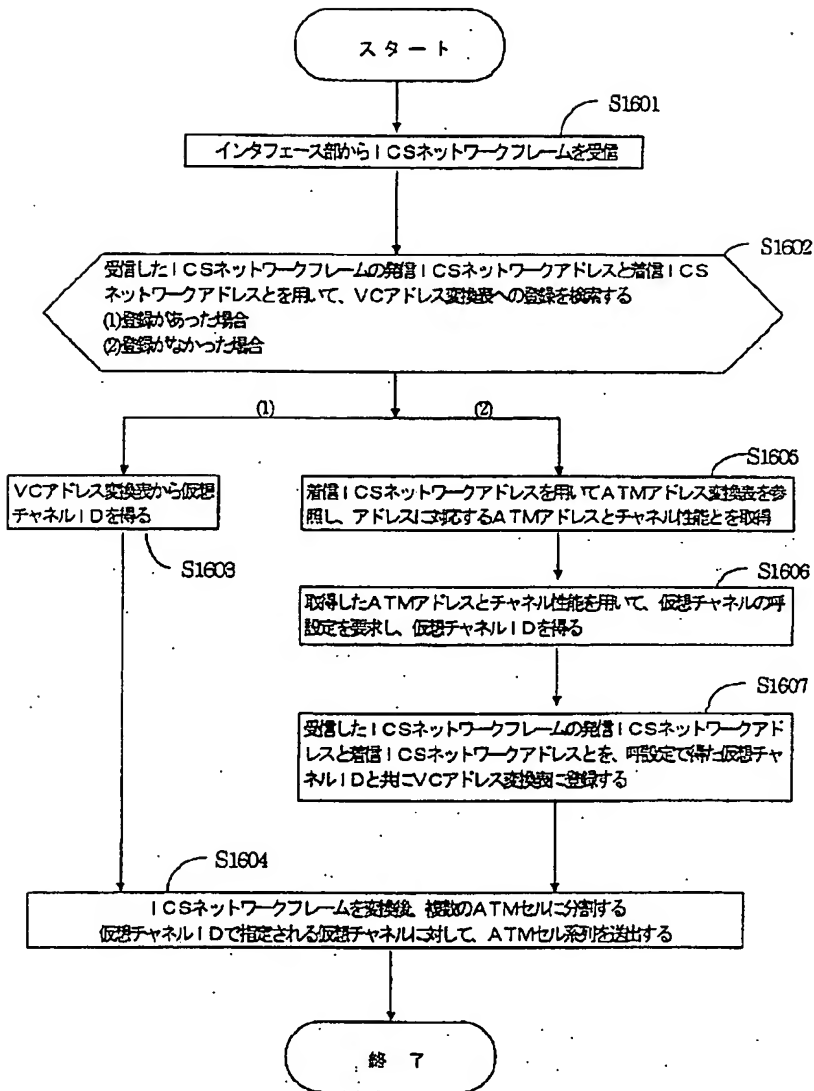 スタート
S1601
インタフェース部からICSネットワークフレームを受信
S1602
受信したICSネットワークフレームの発信ICSネットワークアドレスと着信ICS
ネットワークアドレスとを用いて、VCアドレス変換表への登録を検索する
(1)登録があった場合
(2)登録がなかった場合
(1)
(2)
VCアドレス変換表から仮想
チャネルIDを得る
S1603
S1605
着信ICSネットワークアドレスを用いてATMアドレス変換表を参
照し、アドレスに対応するATMアドレスとチャネル性能とを取得
S1606
取得したATMアドレスとチャネル性能を用いて、仮想チャネルの呼
設定を要求し、仮想チャネルIDを得る
S1607
受信したICSネットワークフレームの発信ICSネットワークアド
レスと着信ICSネットワークアドレスとを、呼設定で得た仮想チャ
ネルIDと共にVCアドレス変換表に登録する
S1604
ICSネットワークフレームを変換後、複数のATMセルに分割する
仮想チャネルIDで指定される仮想チャネルに対して、ATMセル系列を送出する
終了